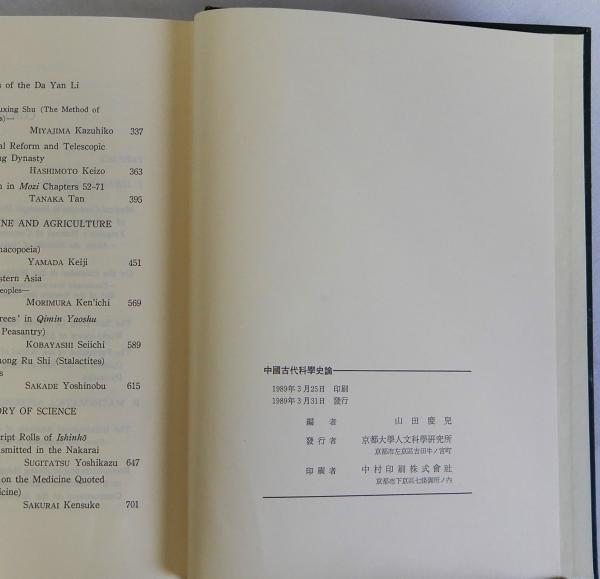 s of the Da Yan Li
uxing Shu (The Method of
s)—
MIYAJIMA Kazuhiko 337
al Reform and Telescopic
ng Dynasty
HASHIMOTO Keizo 363
n in Mozi Chapters 52–71
TANAKA Tan 395
NE AND AGRICULTURE
nacopoeia)
YAMADA Keiji 451
stern Asia
eoples—
MORIMURA Ken'ichi 569
rees' in Qimin Yaoshu
Peasantry)
KOBAYASHI Seiichi 589
nong Ru Shi (Stalactites)
s
SAKADE Yoshinobu 615
ORY OF SCIENCE
ript Rolls of Ishinhō
nsmitted in the Nakarai
SUGITATSU Yoshikazu 647
on the Medicine Quoted
icine)
SAKURAI Kensuke 701
中國古代科學史論
1989年3月25日 印刷
1989年3月31日 發行
編者 山田慶兒
發行者 京都大學人文科學研究所
京都市左京區吉田牛ノ宮町
印刷者 中村印刷株式會社
京都市下京區七條御所ノ内